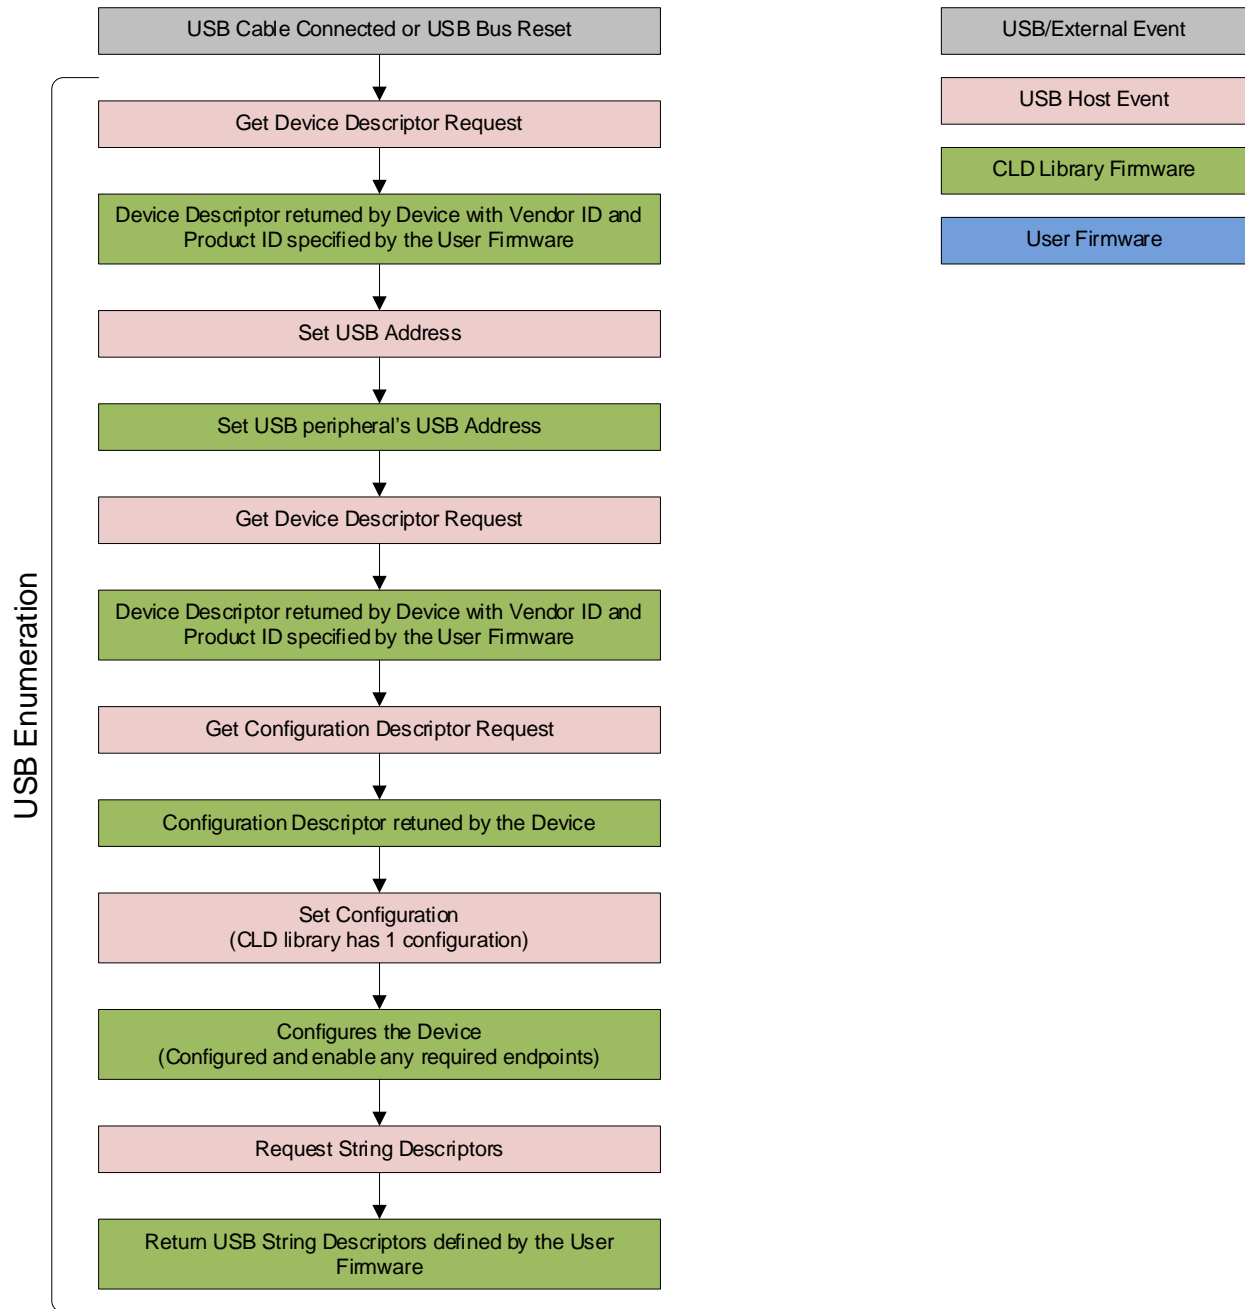 USB Cable Connected or USB Bus Reset
Get Device Descriptor Request
Device Descriptor returned by Device with Vendor ID and
Product ID specified by the User Firmware
Set USB Address
Set USB peripheral's USB Address
Get Device Descriptor Request
Device Descriptor returned by Device with Vendor ID and
Product ID specified by the User Firmware
Get Configuration Descriptor Request
Configuration Descriptor retuned by the Device
Set Configuration
(CLD library has 1 configuration)
Configures the Device
(Configured and enable any required endpoints)
Request String Descriptors
Return USB String Descriptors defined by the User
Firmware
USB Enumeration
USB/External Event
USB Host Event
CLD Library Firmware
User Firmware